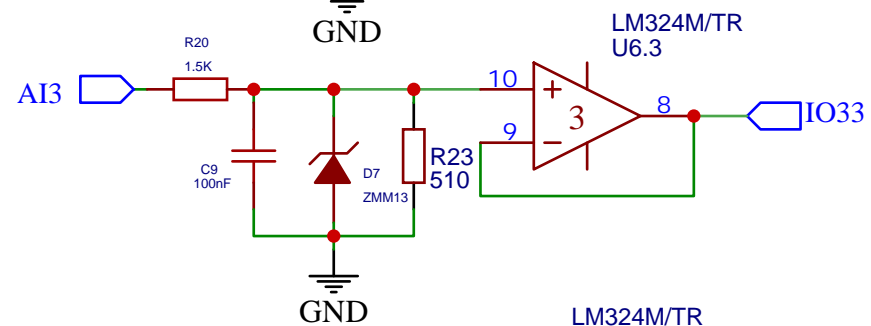 GND
LM324M/TR
U6.3
R20
1.5K
AI3
10
9
3
8
IO33
C9
100nF
D7
ZMM13
R23
510
GND
LM324M/TR